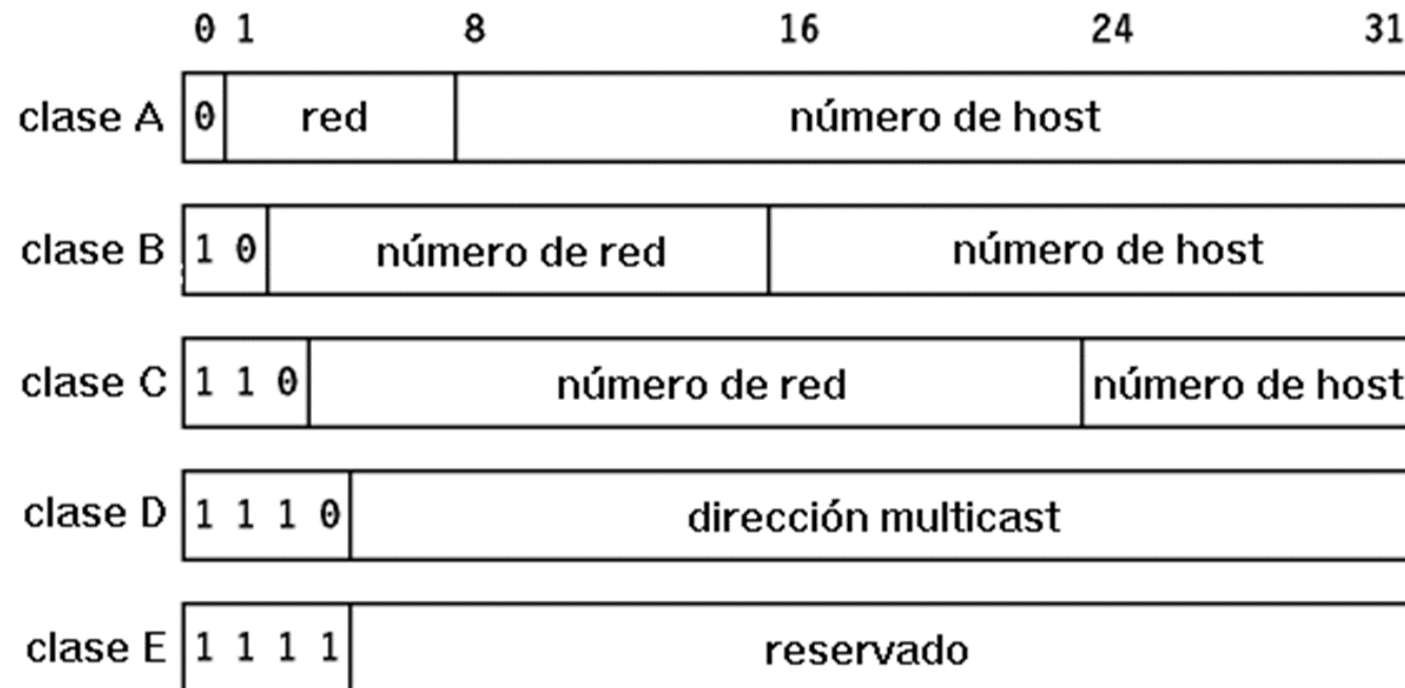 0 1 8 16 24 31
clase A 0 red número de host
clase B 1 0 número de red número de host
clase C 1 1 0 número de red número de host
clase D 1 1 1 0 dirección multicast
clase E 1 1 1 1 reservado